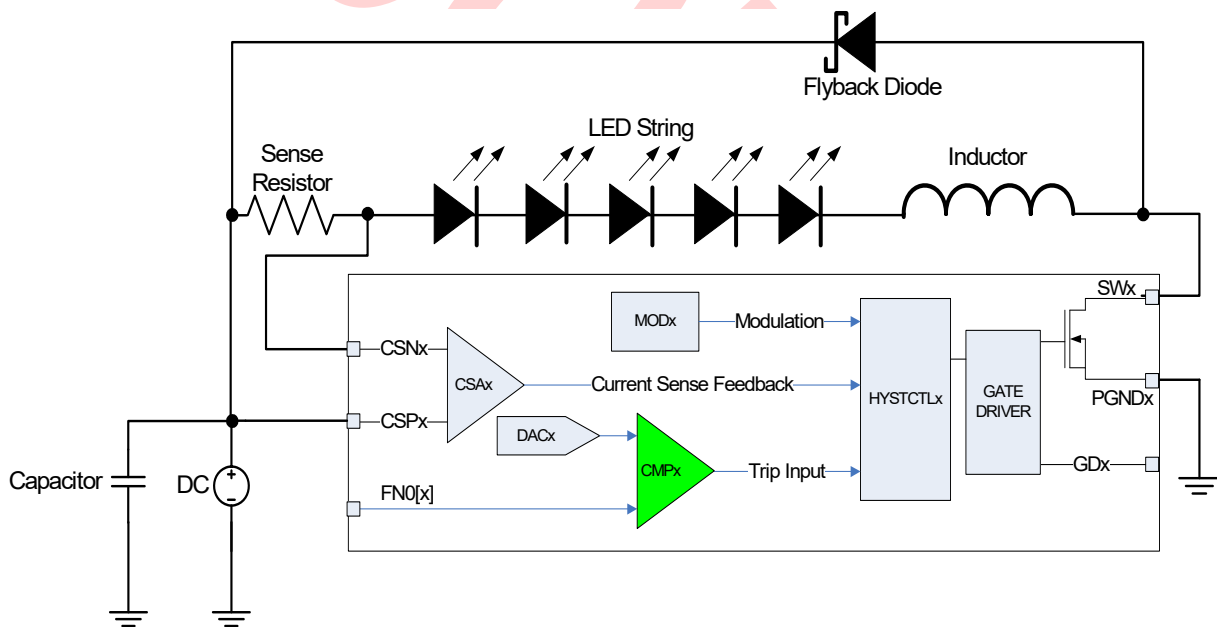 Flyback Diode
LED String
Sense
Resistor
Inductor
SWx
MODx
Modulation
CSNx
CSAx
Current Sense Feedback
HYSTCTLx
GATE
DRIVER
PGNDx
CSPx
DACx
CMPx
Trip Input
GDx
Capacitor
DC
+
–
FN0[x]